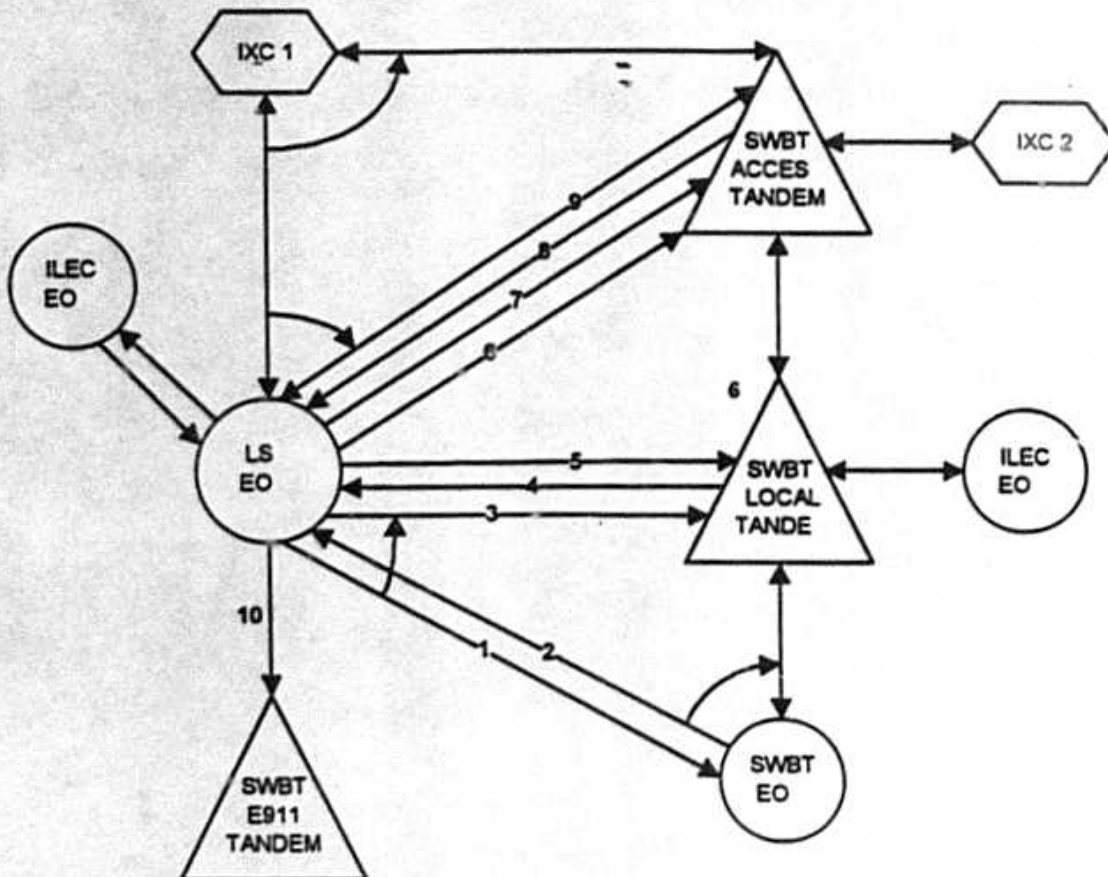 IXC 1
SWBT
ACCES
TANDEM
IXC 2
ILEC
EO
9
8
7
6
LS
EO
6
5
4
3
SWBT
LOCAL
TANDE
ILEC
EO
10
1
2
SWBT
E911
TANDEM
SWBT
EO